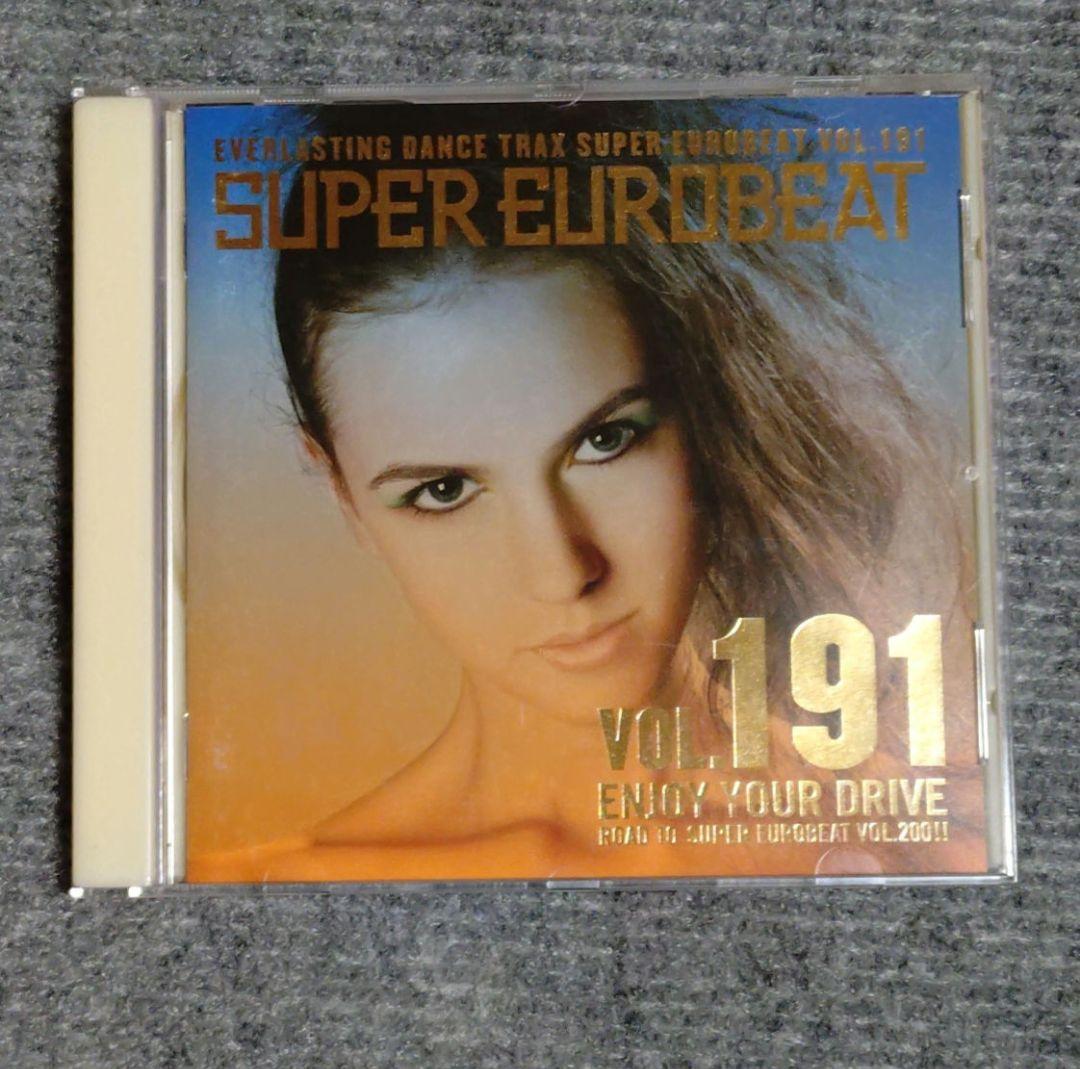 EVERLASTING DANCE TRAX SUPER EUROBEAT VOL.191
SUPER EUROBEAT
VOL.191
ENJOY YOUR DRIVE
ROAD TO SUPER EUROBEAT VOL.200!!